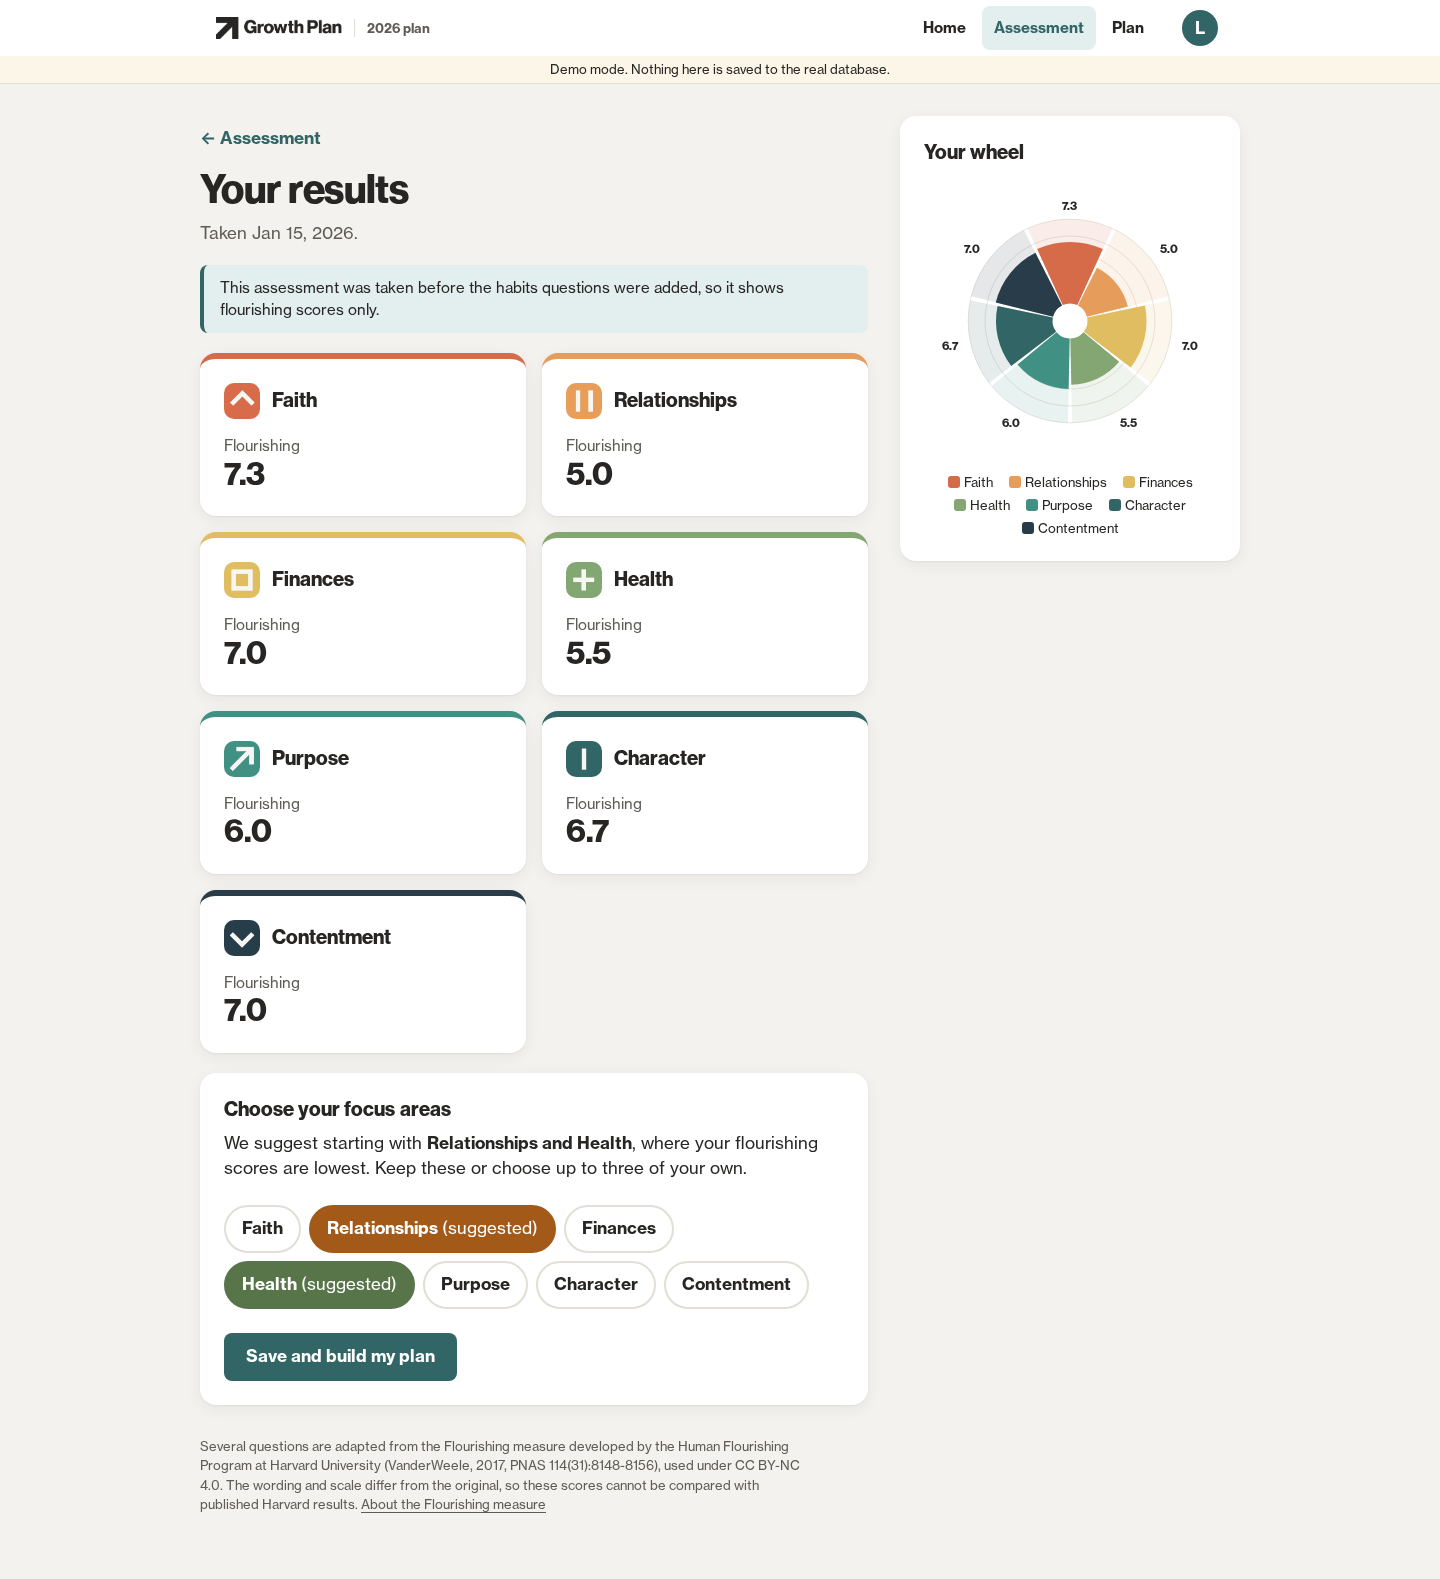 Growth Plan
2026 plan
Home
Assessment
Plan
L
Demo mode. Nothing here is saved to the real database.
← Assessment
Your results
Taken Jan 15, 2026.
This assessment was taken before the habits questions were added, so it shows
flourishing scores only.
Faith
Flourishing
7.3
Relationships
Flourishing
5.0
Finances
Flourishing
7.0
Health
Flourishing
5.5
Purpose
Flourishing
6.0
Character
Flourishing
6.7
Contentment
Flourishing
7.0
Choose your focus areas
We suggest starting with Relationships and Health, where your flourishing
scores are lowest. Keep these or choose up to three of your own.
Faith
Relationships (suggested)
Finances
Health (suggested)
Purpose
Character
Contentment
Save and build my plan
Several questions are adapted from the Flourishing measure developed by the Human Flourishing
Program at Harvard University (VanderWeele, 2017, PNAS 114(31):8148-8156), used under CC BY-NC
4.0. The wording and scale differ from the original, so these scores cannot be compared with
published Harvard results. About the Flourishing measure
Your wheel
7.3
7.0
5.0
6.7
7.0
6.0
5.5
Faith
Relationships
Finances
Health
Purpose
Character
Contentment